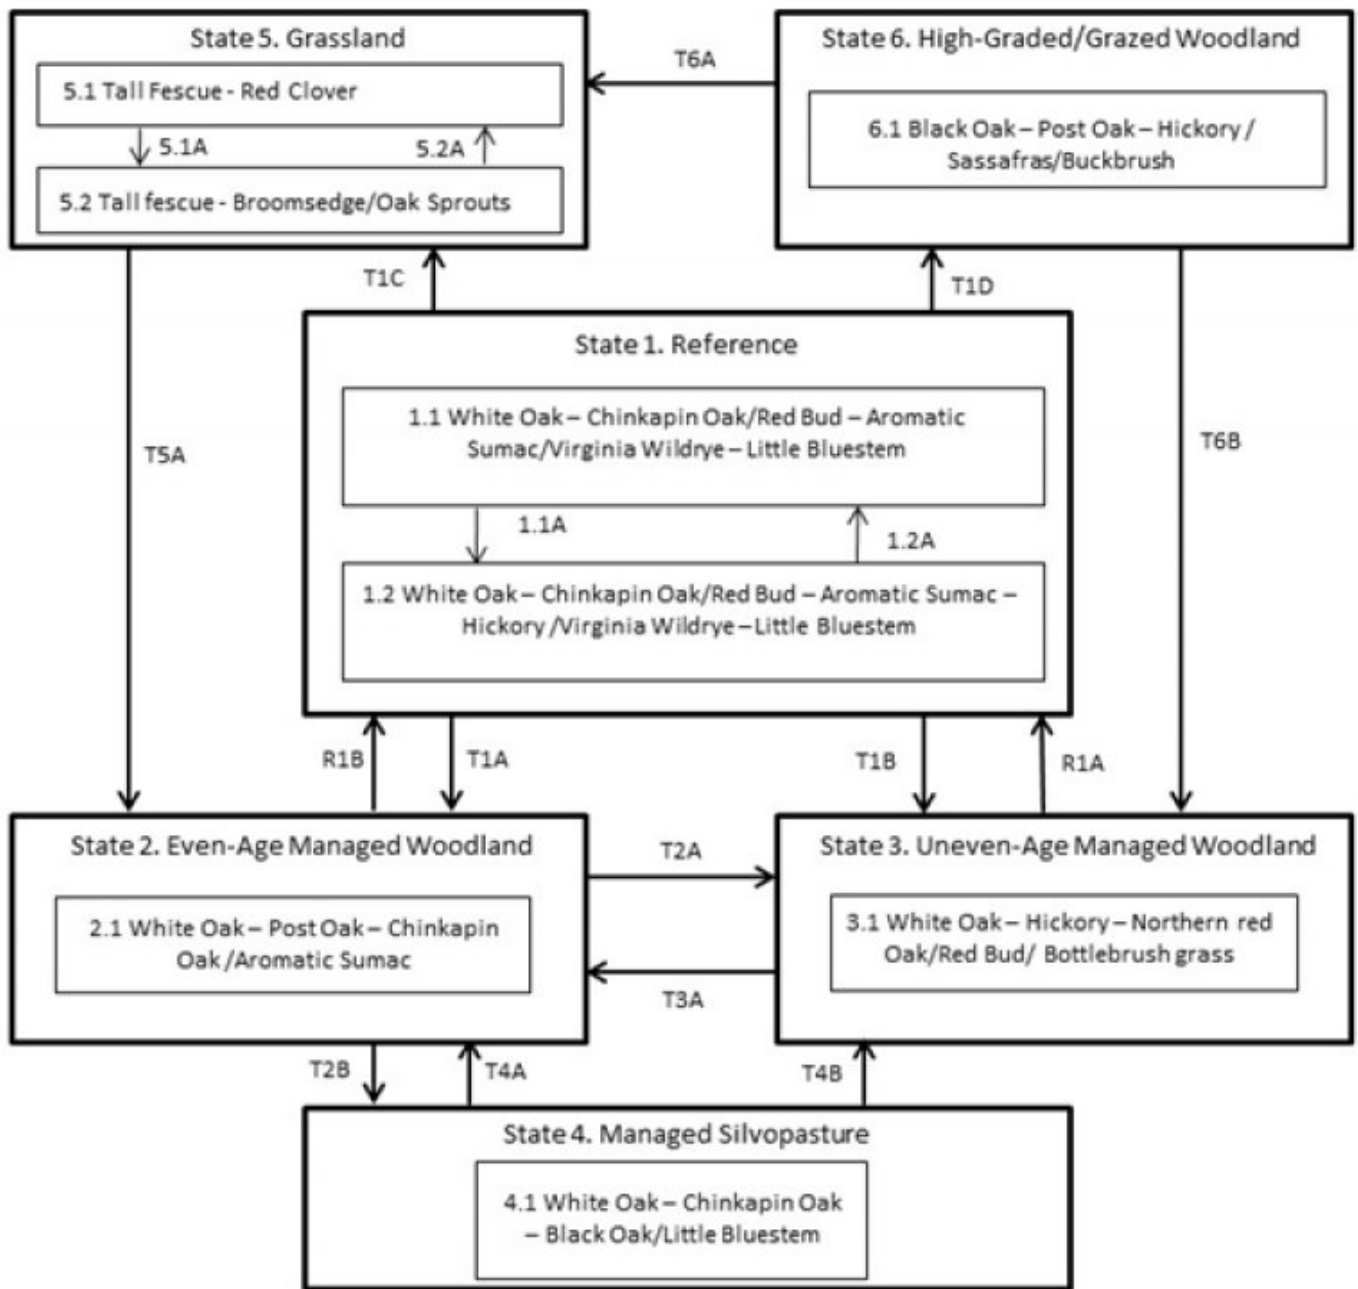 State 5. Grassland
5.1 Tall Fescue - Red Clover
5.1A
5.2A
5.2 Tall fescue - Broomsedge/Oak Sprouts
T6A
State 6. High-Graded/Grazed Woodland
6.1 Black Oak – Post Oak – Hickory /
Sassafras/Buckbrush
T1C
T1D
State 1. Reference
1.1 White Oak – Chinkapin Oak/Red Bud – Aromatic
Sumac/Virginia Wildrye – Little Bluestem
1.1A
1.2A
1.2 White Oak – Chinkapin Oak/Red Bud – Aromatic Sumac –
Hickory /Virginia Wildrye – Little Bluestem
T5A
T6B
R1B
T1A
T1B
R1A
State 2. Even-Age Managed Woodland
2.1 White Oak – Post Oak – Chinkapin
Oak /Aromatic Sumac
T2A
T3A
State 3. Uneven-Age Managed Woodland
3.1 White Oak – Hickory – Northern red
Oak/Red Bud/ Bottlebrush grass
T2B
T4A
T4B
State 4. Managed Silvopasture
4.1 White Oak – Chinkapin Oak
– Black Oak/Little Bluestem